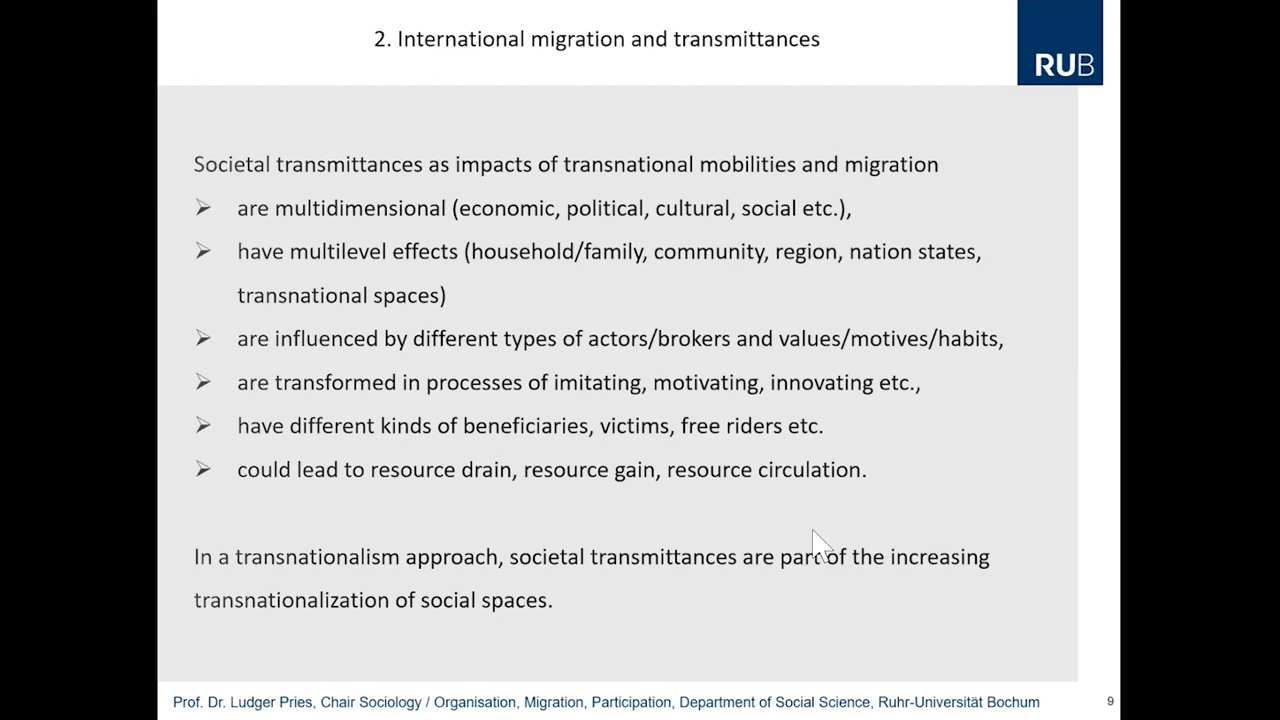 2. International migration and transmittances
RUB
Societal transmittances as impacts of transnational mobilities and migration
➢ are multidimensional (economic, political, cultural, social etc.),
➢ have multilevel effects (household/family, community, region, nation states,
transnational spaces)
➢ are influenced by different types of actors/brokers and values/motives/habits,
➢ are transformed in processes of imitating, motivating, innovating etc.,
➢ have different kinds of beneficiaries, victims, free riders etc.
➢ could lead to resource drain, resource gain, resource circulation.
In a transnationalism approach, societal transmittances are part of the increasing
transnationalization of social spaces.
Prof. Dr. Ludger Pries, Chair Sociology / Organisation, Migration, Participation, Department of Social Science, Ruhr-Universität Bochum
9